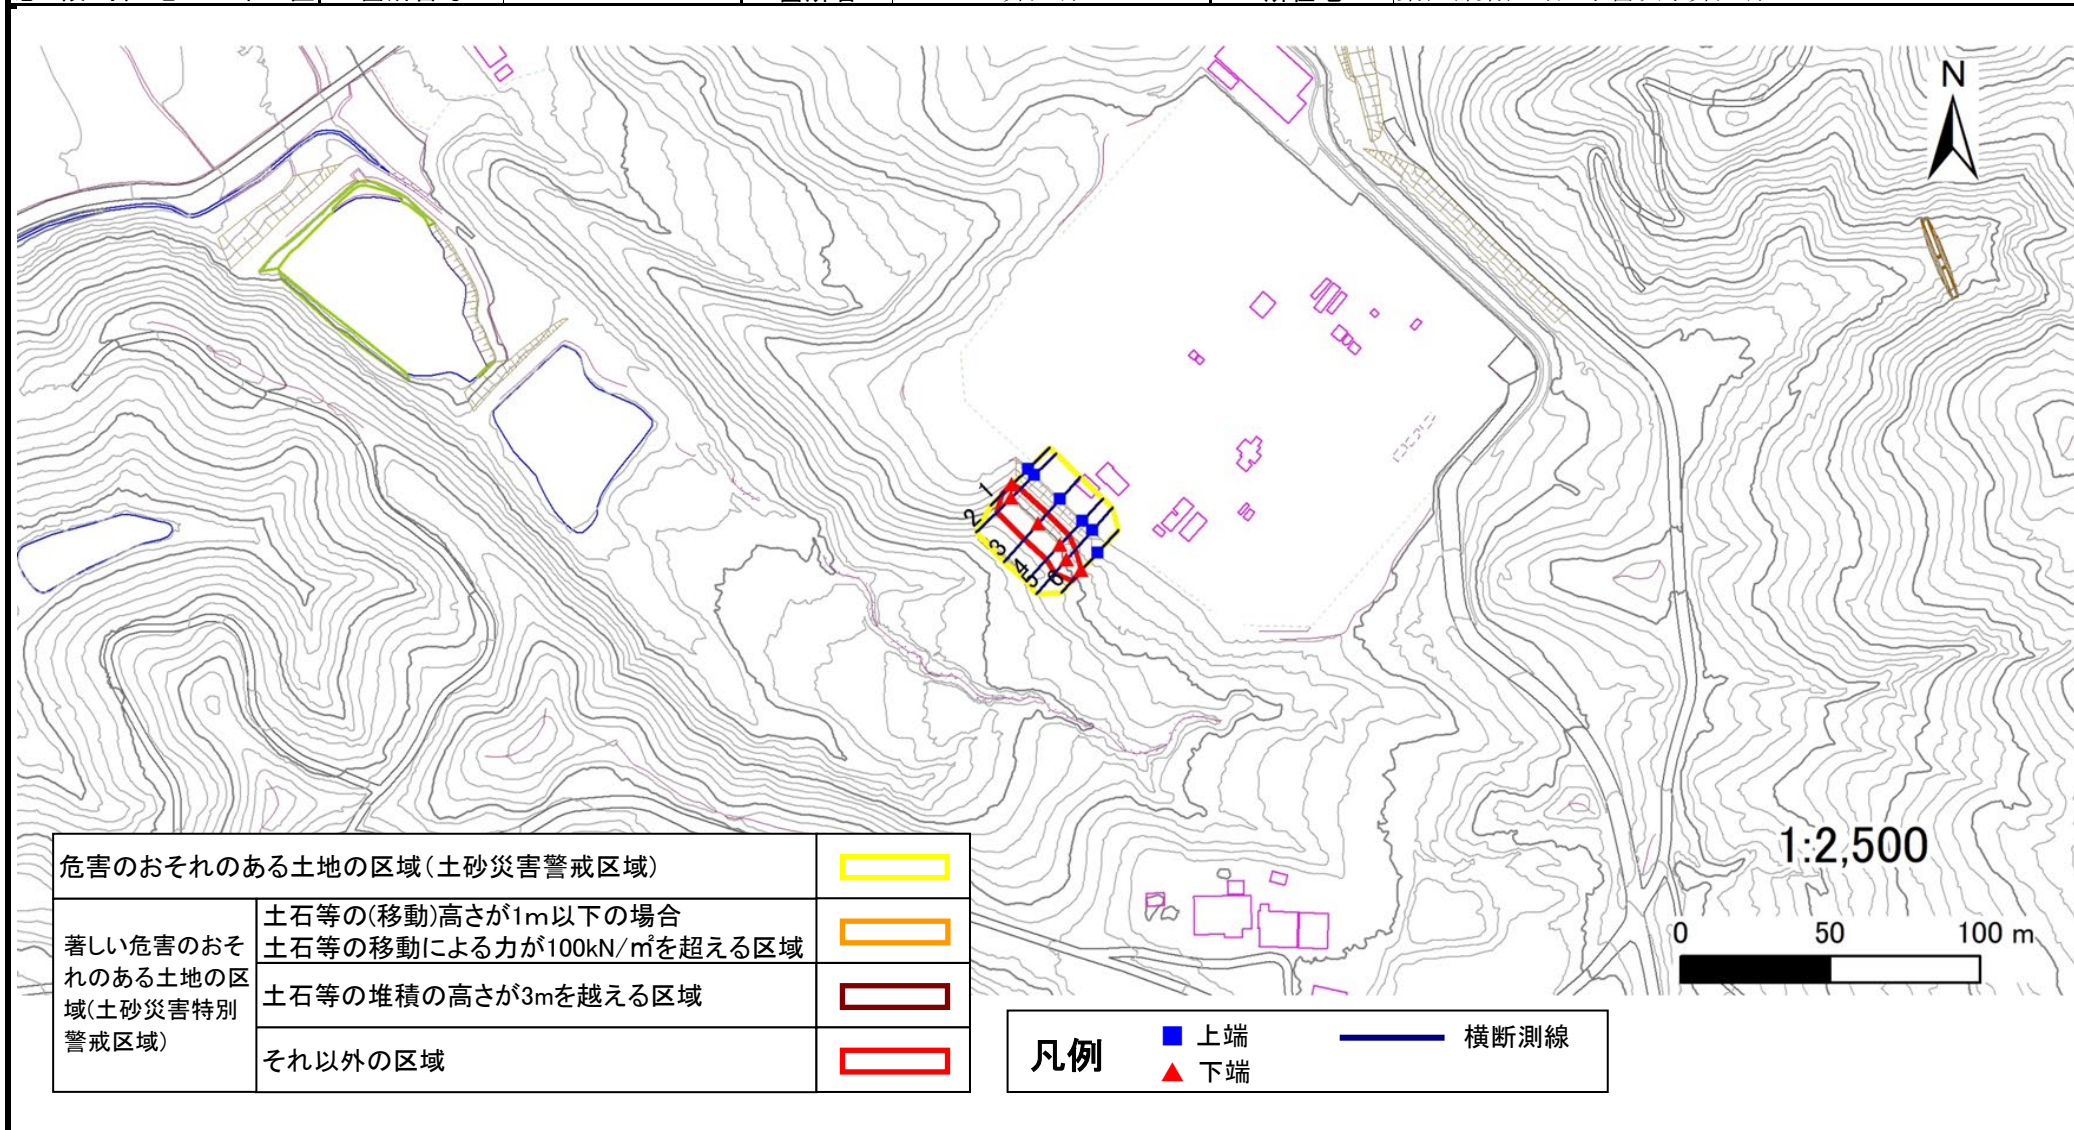 N
1
2
3
4
5
6
1:2,500
0 50 100 m
危害のおそれのある土地の区域(土砂災害警戒区域)
著しい危害のおそ
れのある土地の区
域(土砂災害特別
警戒区域)
土石等の(移動)高さが1m以下の場合
土石等の移動による力が100kN/㎡を超える区域
土石等の堆積の高さが3mを越える区域
それ以外の区域
凡例
上端
下端
横断測線